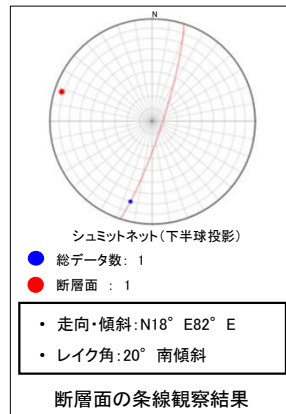 N
シュミットネット(下半球投影)
総データ数: 1
断層面 : 1
• 走向・傾斜:N18° E82° E
• レイク角:20° 南傾斜
断層面の条線観察結果